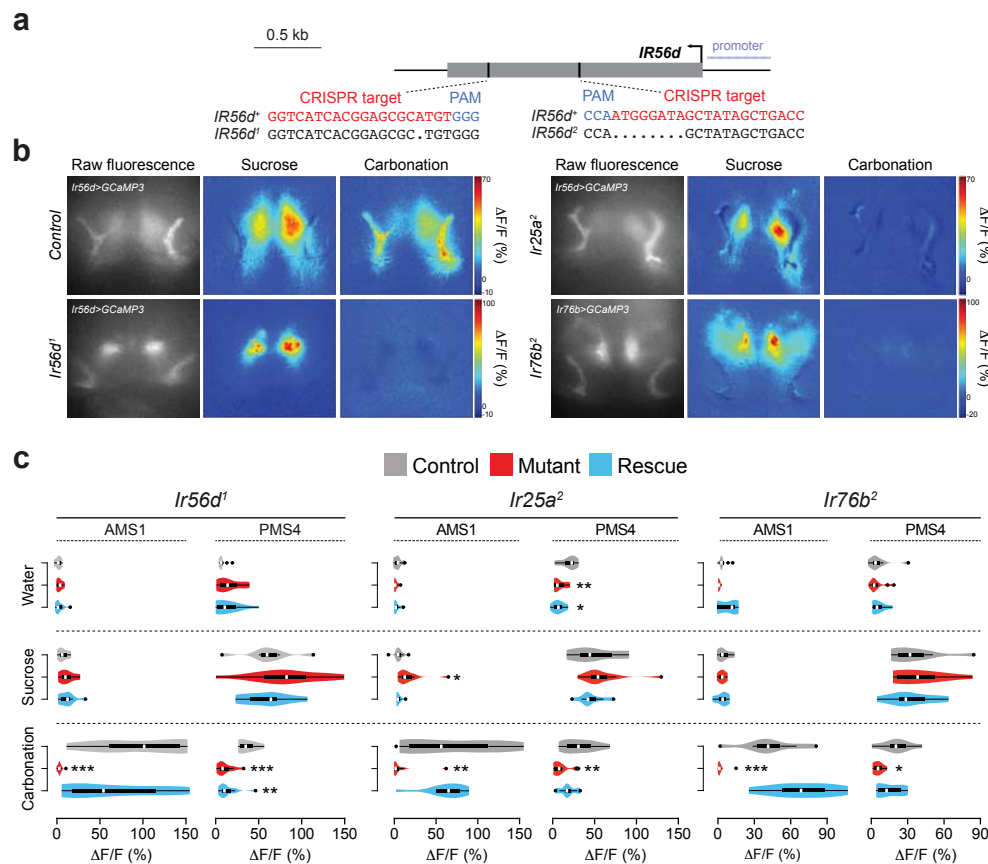 a
0.5 kb
IR56d
promoter
CRISPR target PAM
PAM CRISPR target
IR56d+ GGTCATCACGGAGCGCATGTGGG
IR56d+ CCAATGGGATAGCTATAGCTGACC
IR56d1 GGTCATCACGGAGCGC.TGTGGG
IR56d2 CCA........GCTATAGCTGACC
b
Raw fluorescence Sucrose Carbonation
Raw fluorescence Sucrose Carbonation
Control
Ir56d>GCaMP3
70
ΔF/F (%)
0
-10
Ir25a2
Ir56d>GCaMP3
70
ΔF/F (%)
0
-10
Ir56d1
Ir56d>GCaMP3
100
ΔF/F (%)
0
-10
Ir76b2
Ir76b>GCaMP3
100
ΔF/F (%)
0
-20
c
Control Mutant Rescue
Ir56d1 Ir25a2 Ir76b2
AMS1 PMS4 AMS1 PMS4 AMS1 PMS4
Water
**
*
Sucrose
*
Carbonation
*** *** ** ** *** *
**
0 50 100 150 0 50 100 150 0 50 100 150 0 50 100 150 0 30 60 90 0 30 60 90
ΔF/F (%) ΔF/F (%) ΔF/F (%) ΔF/F (%) ΔF/F (%) ΔF/F (%)